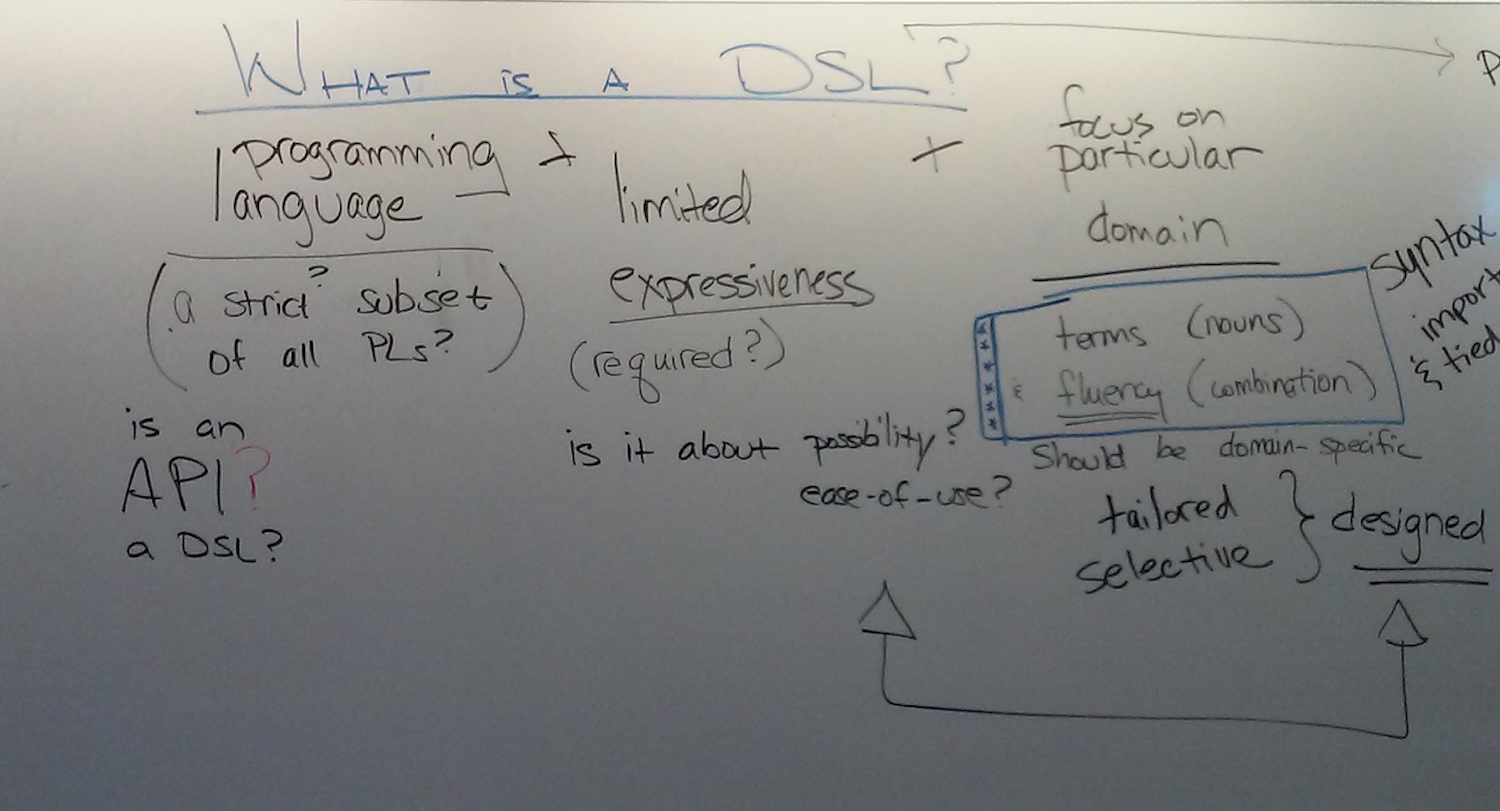 WHAT IS A DSL?
programming
language
+
limited
expressiveness
(required?)
+
focus on
particular
domain
(a strict? subset
of all PLs?)
is an
API?
a DSL?
is it about possibility?
ease-of-use?
terms (nouns)
& fluency (combination)
Should be domain-specific
tailored
selective
} designed
syntax
& tied